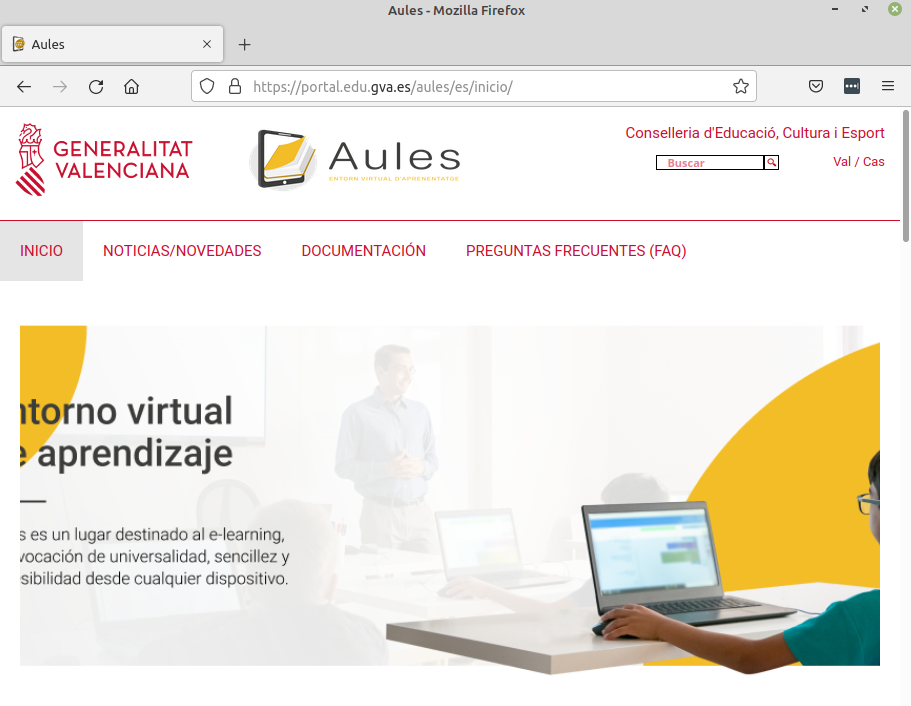 Aules - Mozilla Firefox
Aules
https://portal.edu.gva.es/aules/es/inicio/
GENERALITAT
VALENCIANA
Aules
ENTORN VIRTUAL D'APRENENTATGE
Conselleria d'Educació, Cultura i Esport
Buscar
Val / Cas
INICIO
NOTICIAS/NOVEDADES
DOCUMENTACIÓN
PREGUNTAS FRECUENTES (FAQ)
ntorno virtual
e aprendizaje
s es un lugar destinado al e-learning,
vocación de universalidad, sencillez y
sibilidad desde cualquier dispositivo.